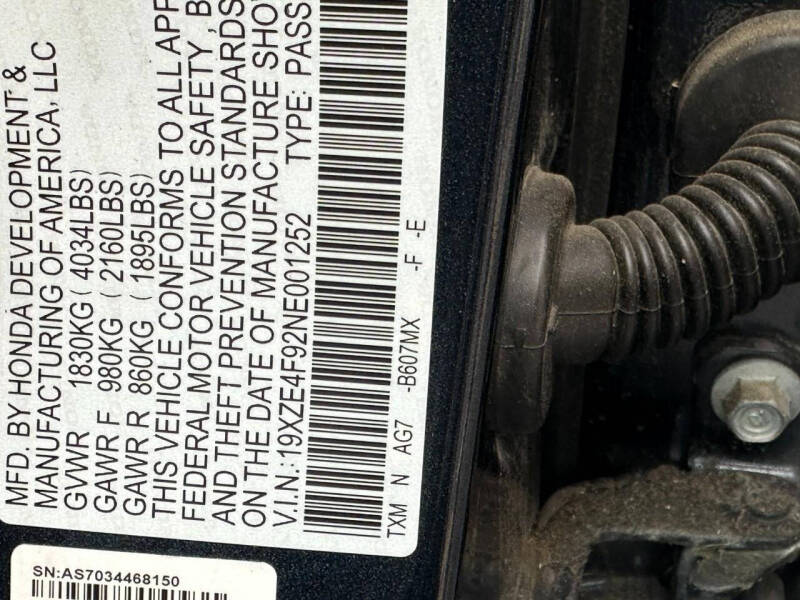 MFD. BY HONDA DEVELOPMENT &
MANUFACTURING OF AMERICA, LLC
GVWR 1830KG ( 4034LBS)
GAWR F 980KG ( 2160LBS)
GAWR R 860KG ( 1895LBS)
THIS VEHICLE CONFORMS TO ALL APP
FEDERAL MOTOR VEHICLE SAFETY, B
AND THEFT PREVENTION STANDARDS
ON THE DATE OF MANUFACTURE SHO
V.I.N.:19XZE4F92NE001252 TYPE: PASS
TXM N AG7 -B607MX -F -E
SN:AS7034468150